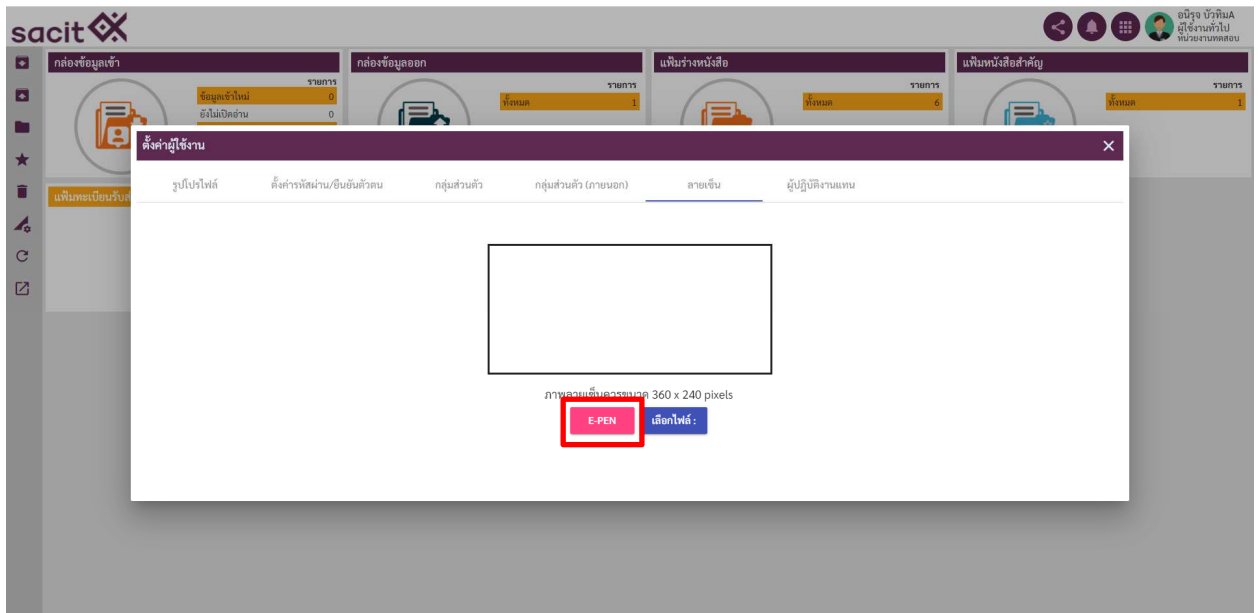 sacit
อนิรุจ บัวทิมA
ผู้ใช้งานทั่วไป
หน่วยงานทดสอบ
กล่องข้อมูลเข้า
รายการ
ข้อมูลเข้าใหม่ 0
ยังไม่เปิดอ่าน 0
กล่องข้อมูลออก
รายการ
ทั้งหมด 1
แฟ้มร่างหนังสือ
รายการ
ทั้งหมด 6
แฟ้มหนังสือสำคัญ
รายการ
ทั้งหมด 1
แฟ้มทะเบียนรับส
ตั้งค่าผู้ใช้งาน
รูปโปรไฟล์ ตั้งค่ารหัสผ่าน/ยืนยันตัวตน กลุ่มส่วนตัว กลุ่มส่วนตัว (ภายนอก) ลายเซ็น ผู้ปฏิบัติงานแทน
ภาพลายเซ็นควรขนาด 360 x 240 pixels
E-PEN เลือกไฟล์ :